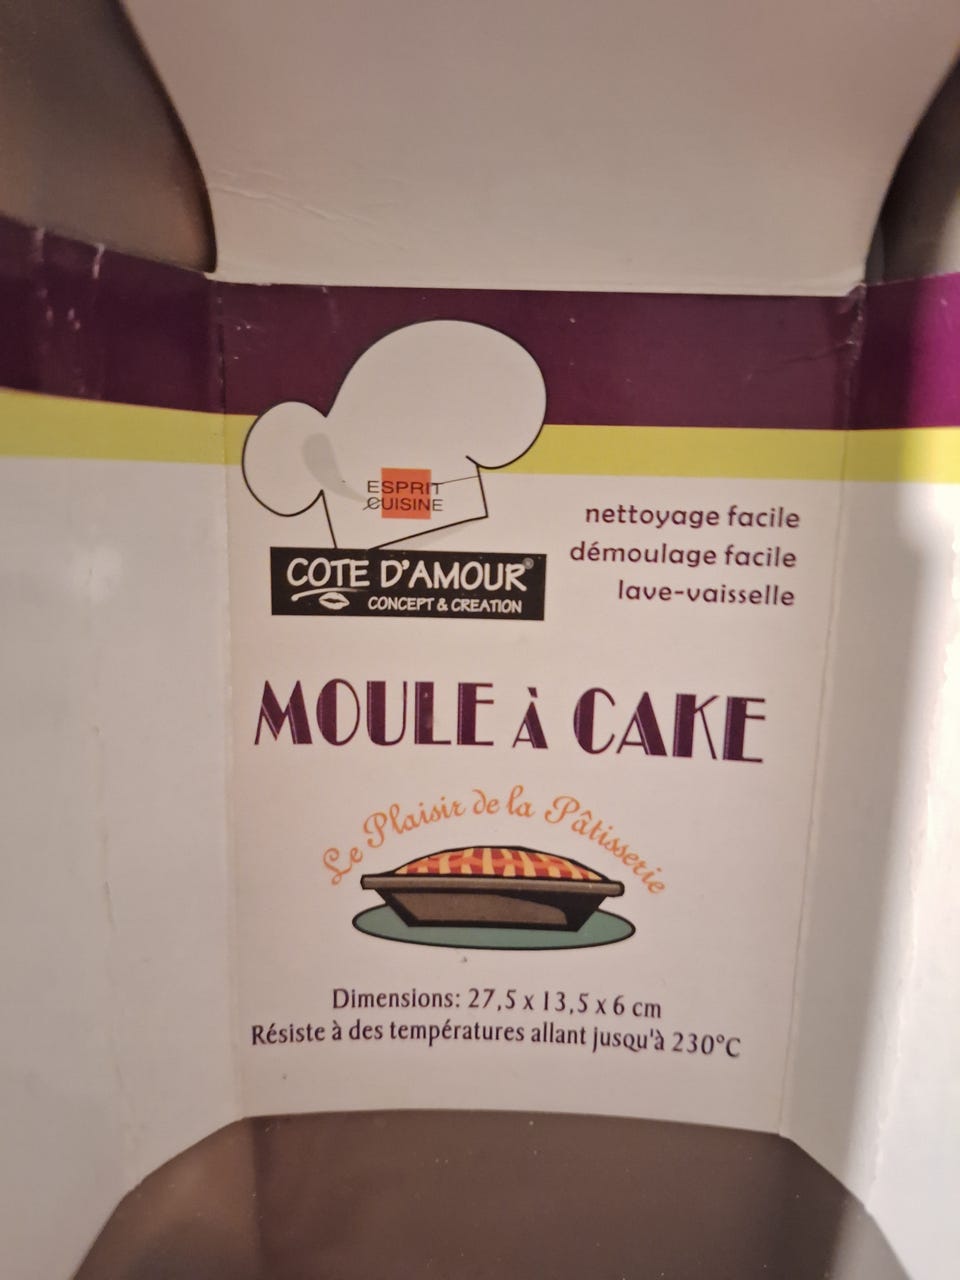 ESPRIT
CUISINE
COTE D'AMOUR®
CONCEPT & CREATION
nettoyage facile
démoulage facile
lave-vaisselle
MOULE À CAKE
Le Plaisir de la Pâtisserie
Dimensions: 27,5 x 13,5 x 6 cm
Résiste à des températures allant jusqu'à 230°C